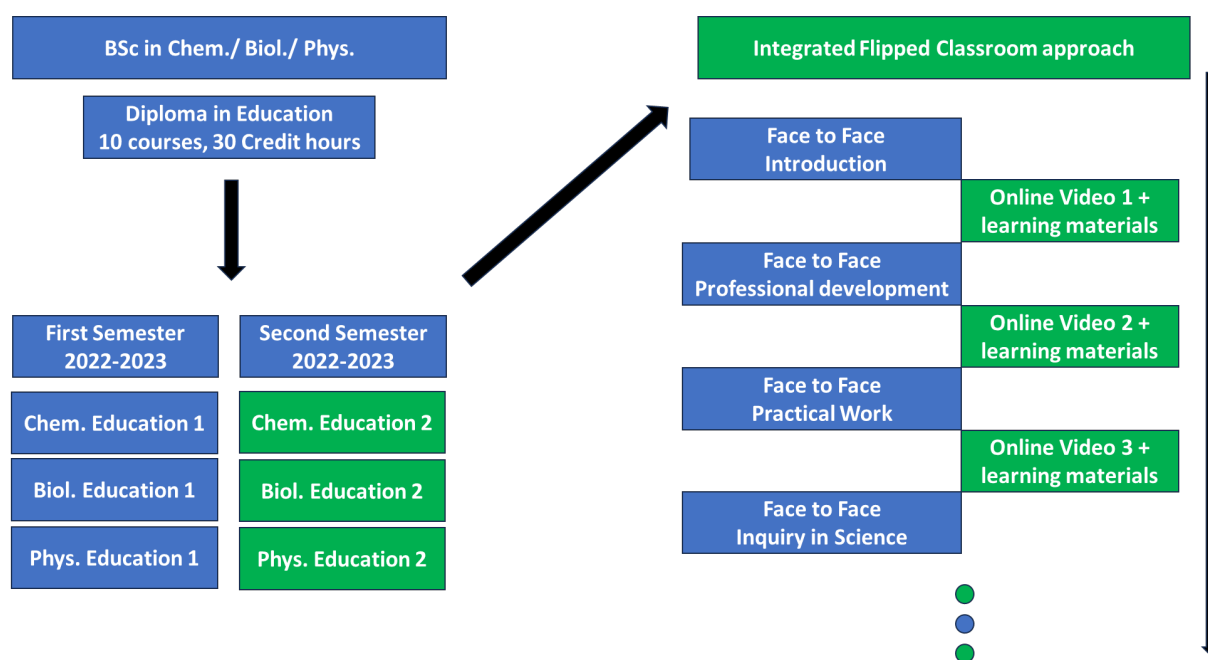 BSc in Chem./ Biol./ Phys.
Diploma in Education
10 courses, 30 Credit hours
First Semester
2022-2023
Second Semester
2022-2023
Chem. Education 1
Chem. Education 2
Biol. Education 1
Biol. Education 2
Phys. Education 1
Phys. Education 2
Integrated Flipped Classroom approach
Face to Face
Introduction
Online Video 1 +
learning materials
Face to Face
Professional development
Online Video 2 +
learning materials
Face to Face
Practical Work
Online Video 3 +
learning materials
Face to Face
Inquiry in Science